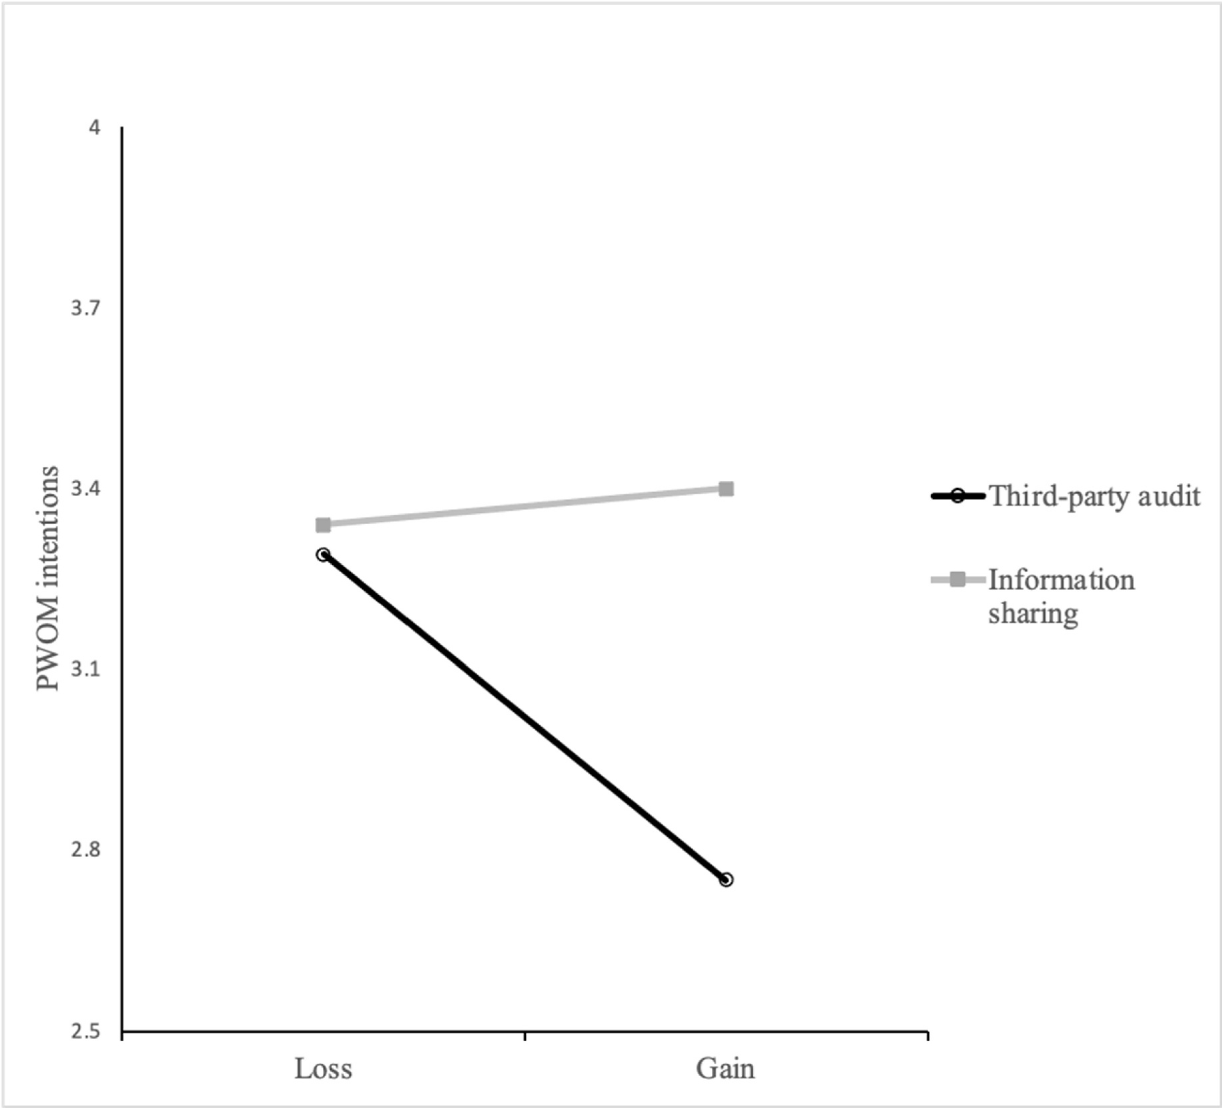 4
3.7
3.4
3.1
2.8
2.5
PWOM intentions
Loss
Gain
Third-party audit
Information
sharing